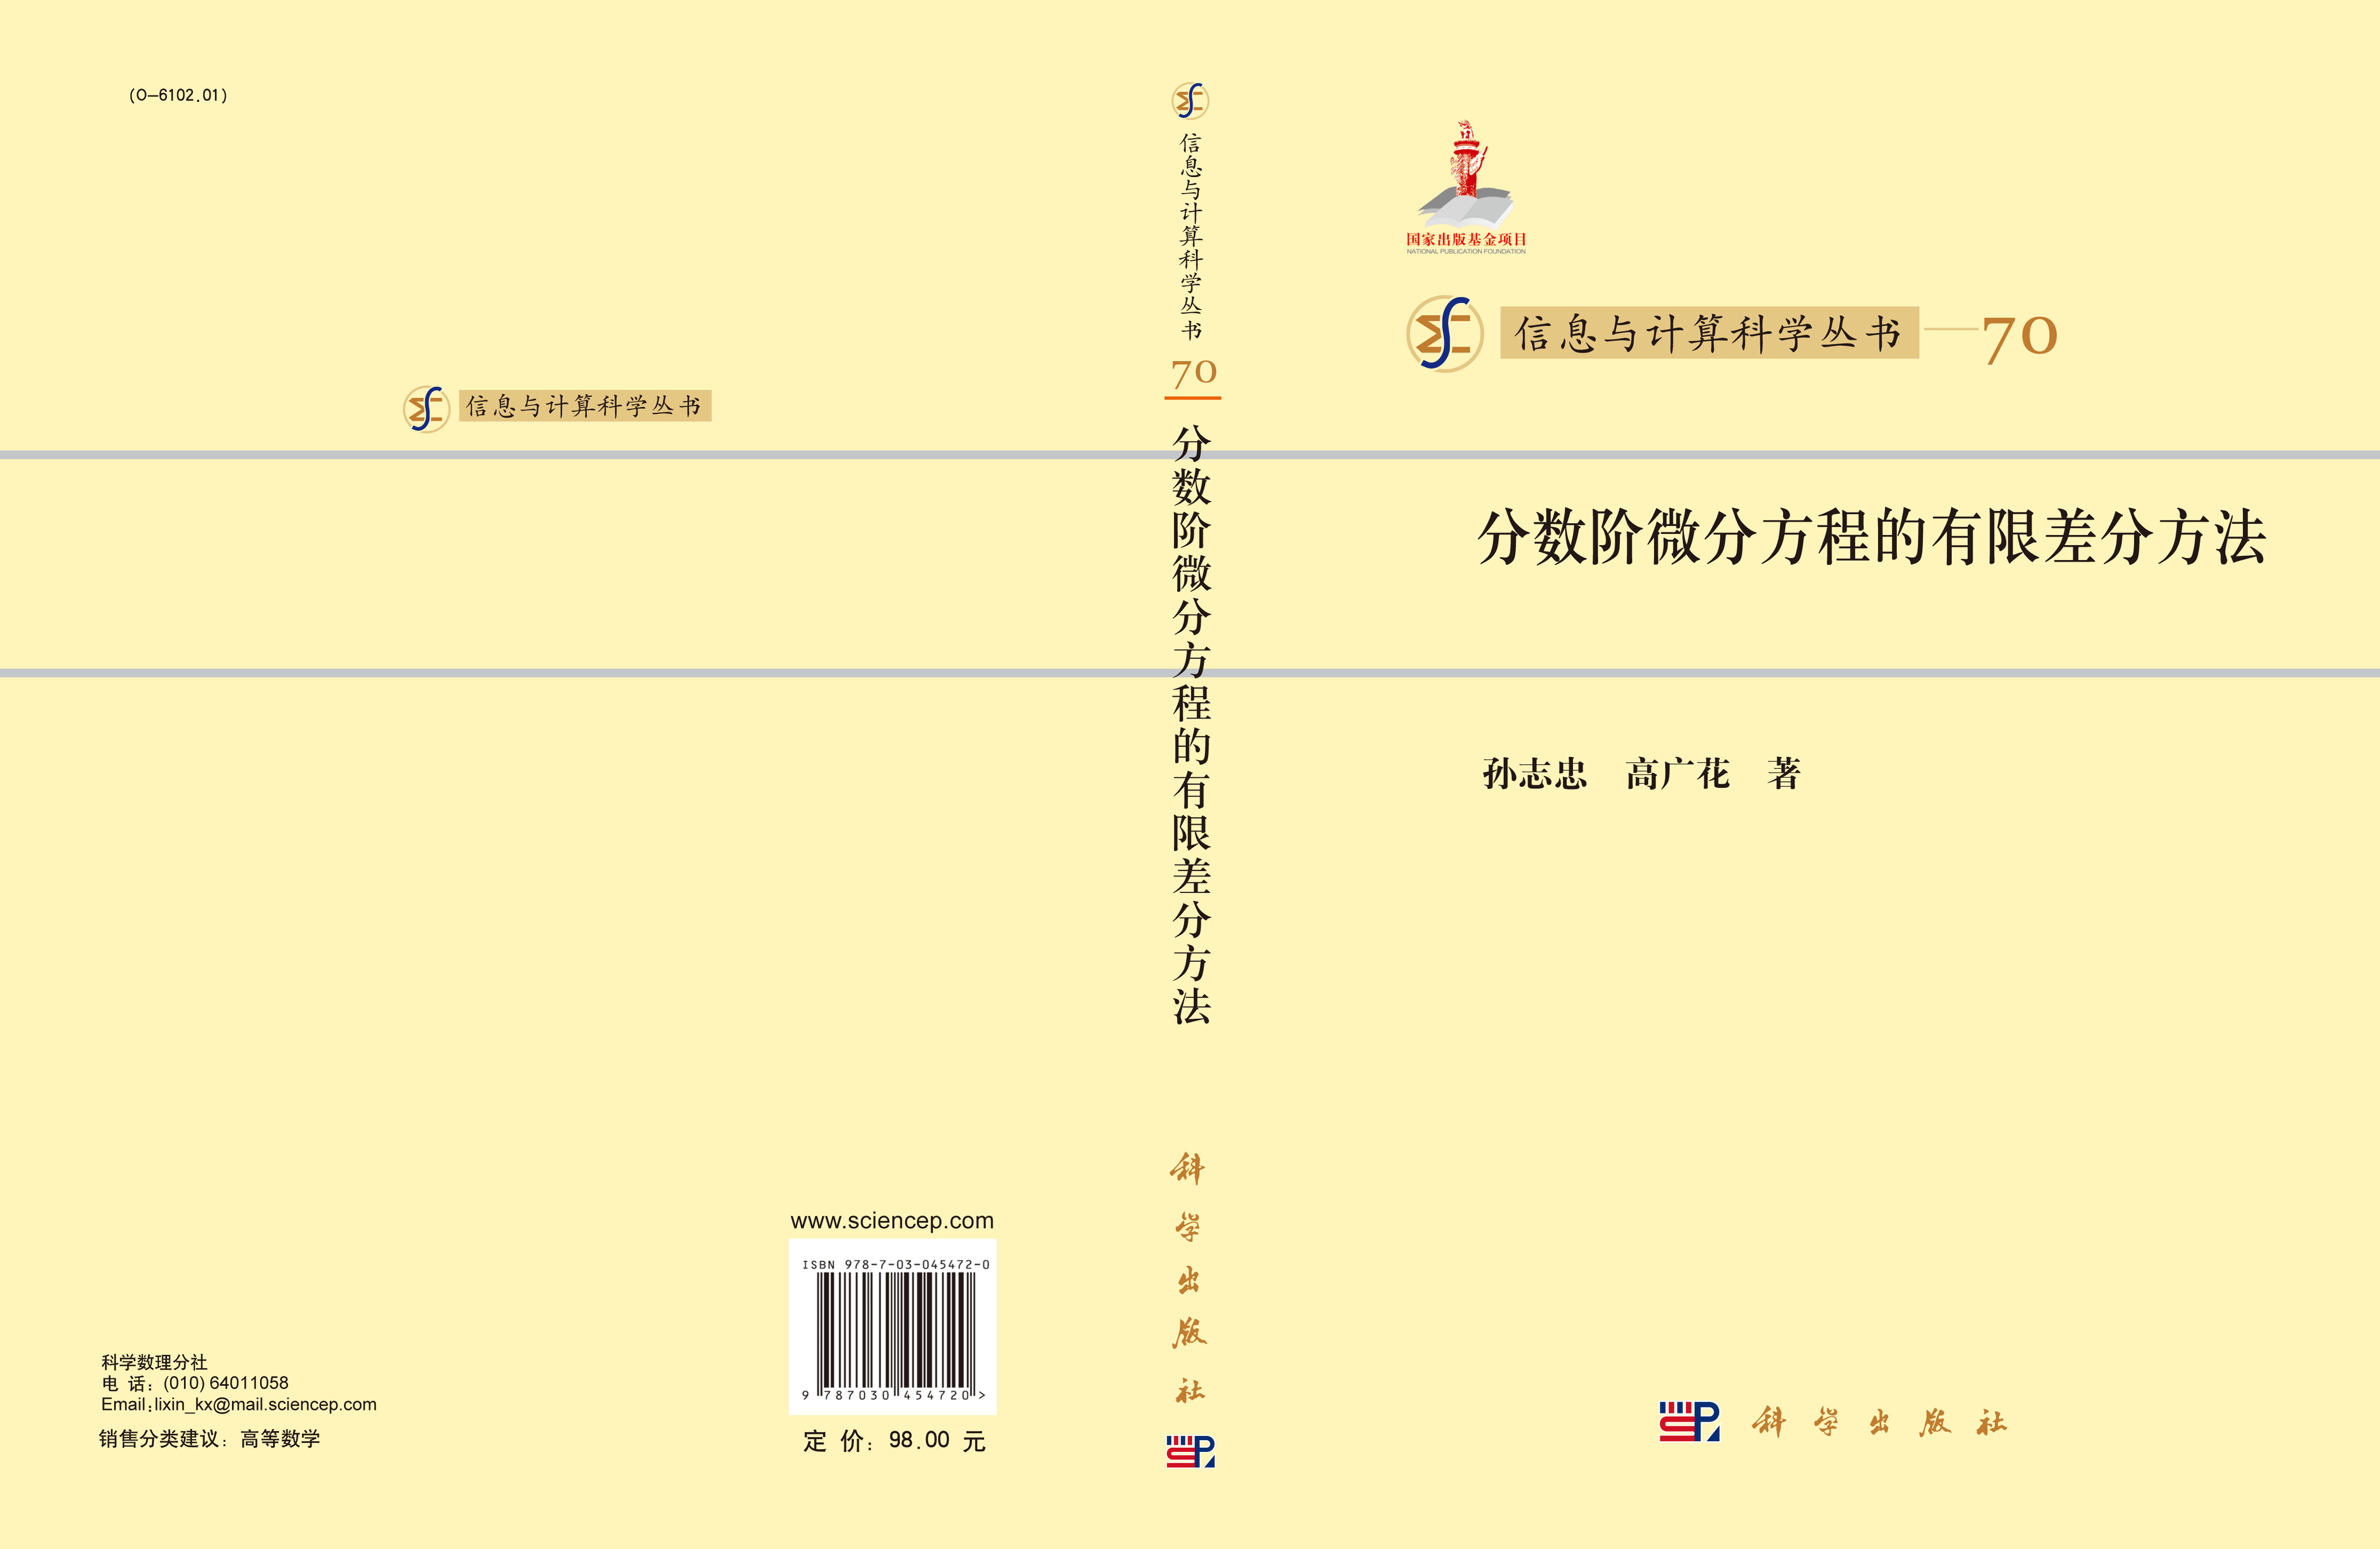 (O-6102.01)
信息与计算科学丛书
www.sciencep.com
ISBN 978-7-03-045472-0
9 787030 454720 >
定 价：98.00 元
科学数理分社
电 话：(010) 64011058
Email:lixin_kx@mail.sciencep.com
销售分类建议：高等数学
信息与计算科学丛书
70
分数阶微分方程的有限差分方法
科学出版社
国家出版基金项目
NATIONAL PUBLICATION FOUNDATION
信息与计算科学丛书—70
分数阶微分方程的有限差分方法
孙志忠 高广花 著
科学出版社